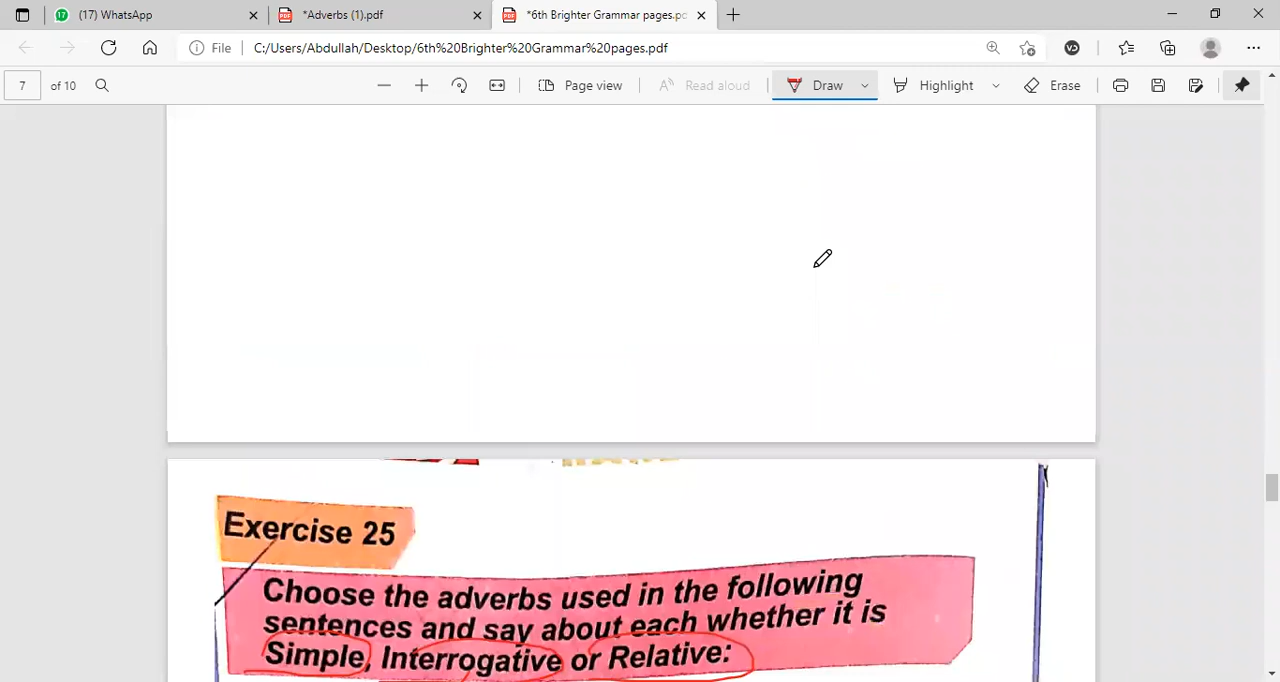 (17) WhatsApp
*Adverbs (1).pdf
*6th Brighter Grammar pages.pdf
File
C:/Users/Abdullah/Desktop/6th%20Brighter%20Grammar%20pages.pdf
7 of 10
Page view
Read aloud
Draw
Highlight
Erase
Exercise 25
Choose the adverbs used in the following
sentences and say about each whether it is
Simple, Interrogative or Relative: